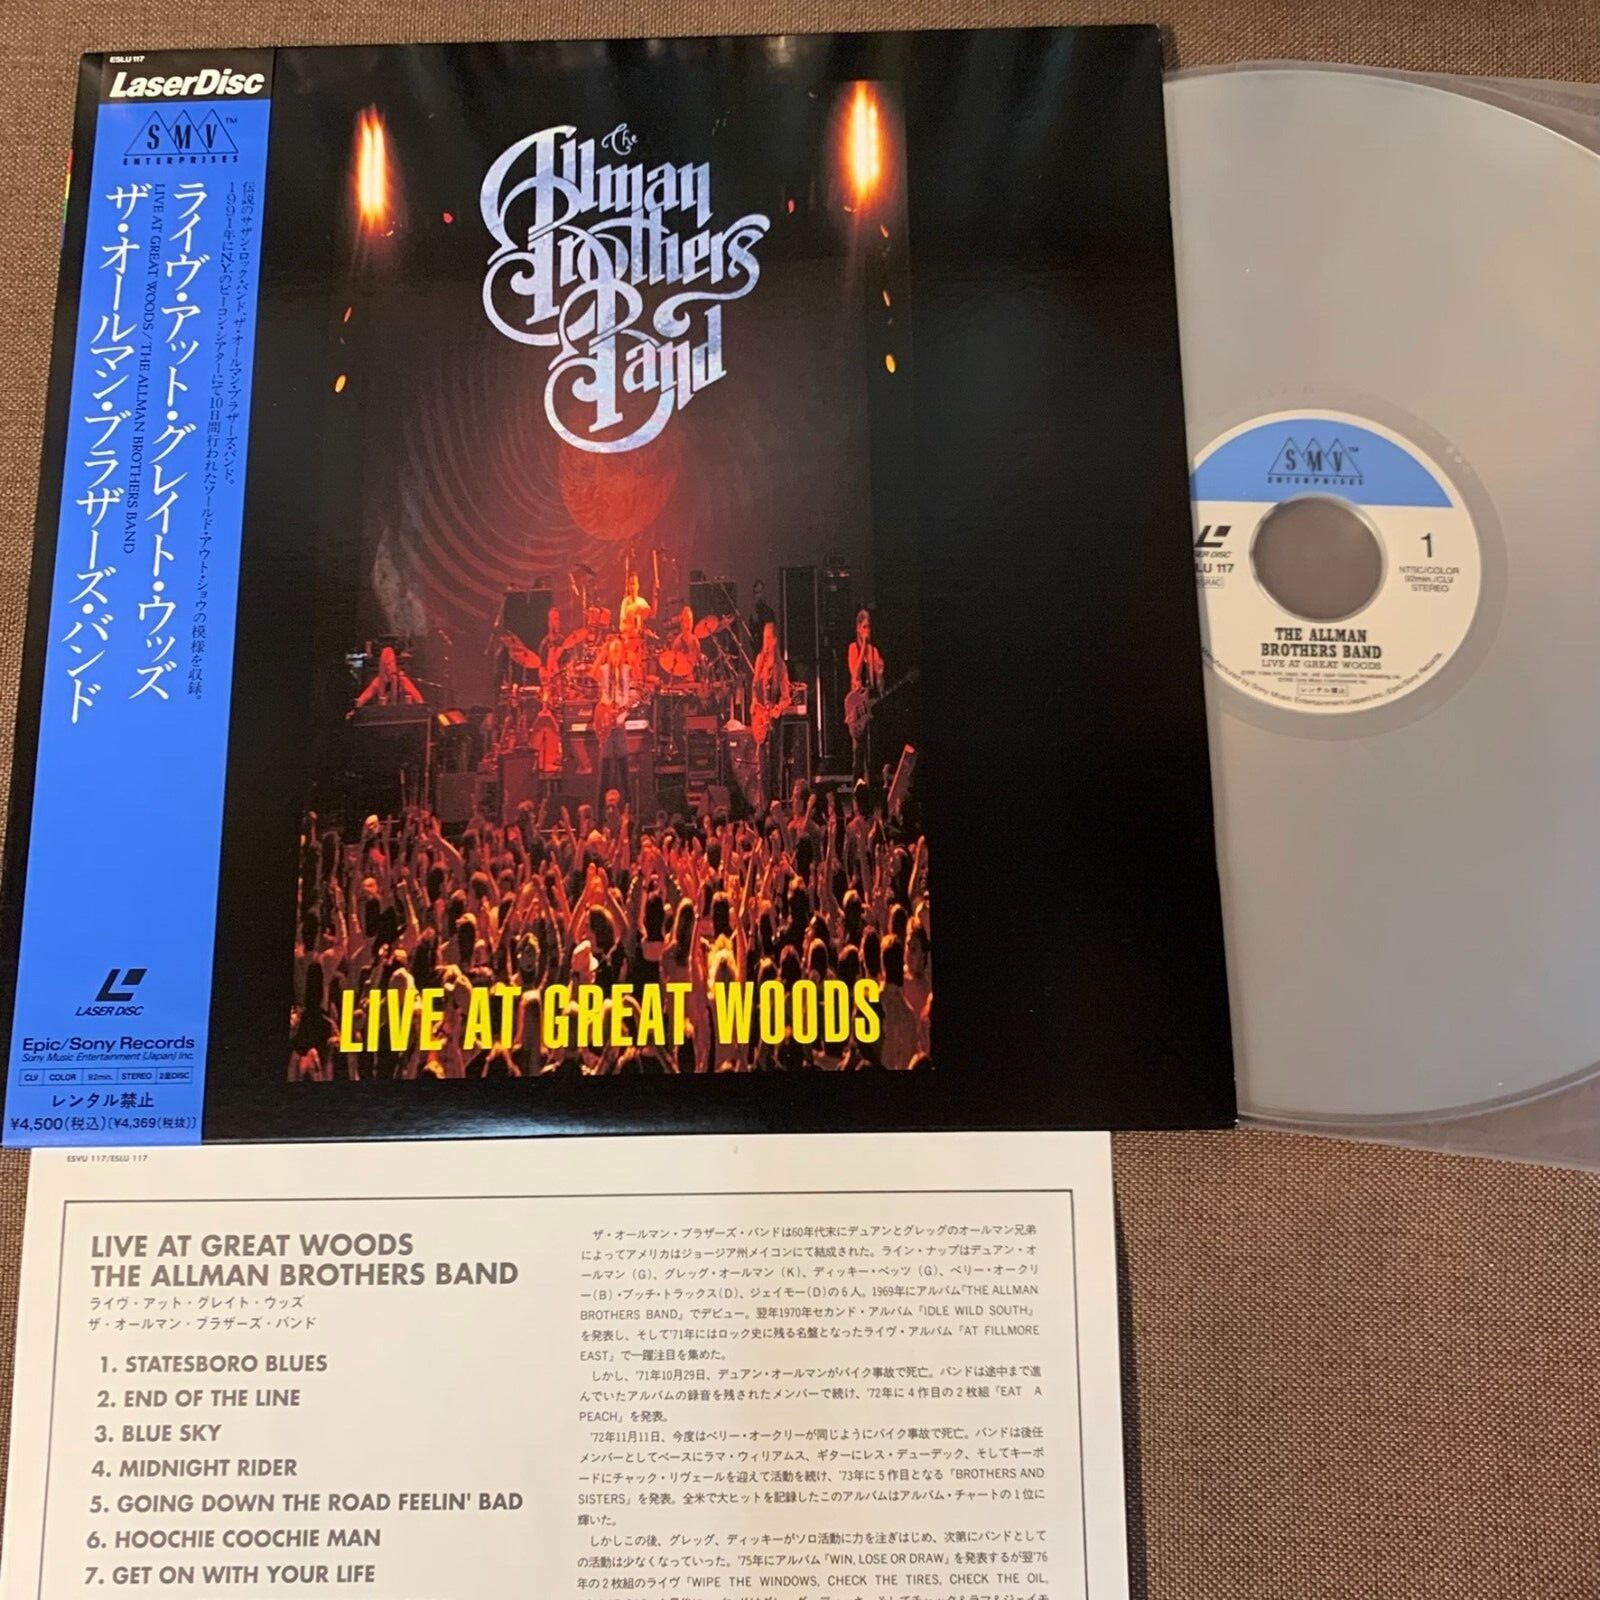 ESLU 117
LaserDisc
SMV™
ENTERPRISES
伝説のサザン・ロック・バンド、ザ・オールマン・ブラザーズ・バンド。
1991年にN.Y.のビーコン・シアターにて10日間行われたソールド・アウト・ショウの模様を収録。
ライヴ・アット・グレイト・ウッズ
LIVE AT GREAT WOODS/THE ALLMAN BROTHERS BAND
ザ・オールマン・ブラザーズ・バンド
LASER DISC
Epic/Sony Records
Sony Music Entertainment (Japan) Inc.
CLV COLOR 92min. STEREO 2面DISC
レンタル禁止
¥4,500(税込)[¥4,369(税抜)]
The
Allman
Brothers
Band
LIVE AT GREAT WOODS
SMV™
ENTERPRISES
SER DISC
LU 117
1
NTSC/COLOR
92min./CLV
STEREO
THE ALLMAN
BROTHERS BAND
LIVE AT GREAT WOODS
レンタル禁止
Manufactured by Sony Music Entertainment (Japan) Inc./Epic/Sony Records
ESVU 117/ESLU 117
LIVE AT GREAT WOODS
THE ALLMAN BROTHERS BAND
ライヴ・アット・グレイト・ウッズ
ザ・オールマン・ブラザーズ・バンド
1. STATESBORO BLUES
2. END OF THE LINE
3. BLUE SKY
4. MIDNIGHT RIDER
5. GOING DOWN THE ROAD FEELIN' BAD
6. HOOCHIE COOCHIE MAN
7. GET ON WITH YOUR LIFE
ザ・オールマン・ブラザーズ・バンドは60年代末にデュアンとグレッグのオールマン兄弟
によってアメリカはジョージア州メイコンにて結成された。ライン・ナップはデュアン・オ
ールマン(G)、グレッグ・オールマン(K)、ディッキー・ベッツ(G)、ベリー・オークリ
ー(B)・ブッチ・トラックス(D)、ジェイモー(D)の6人。1969年にアルバム「THE ALLMAN
BROTHERS BAND」でデビュー。翌年1970年セカンド・アルバム「IDLE WILD SOUTH」
を発表し、そして'71年にはロック史に残る名盤となったライヴ・アルバム「AT FILLMORE
EAST」で一躍注目を集めた。
しかし、'71年10月29日、デュアン・オールマンがバイク事故で死亡。バンドは途中まで進
んでいたアルバムの録音を残されたメンバーで続け、'72年に4作目の2枚組「EAT A
PEACH」を発表。
'72年11月11日、今度はベリー・オークリーが同じようにバイク事故で死亡。バンドは後任
メンバーとしてベースにラマ・ウィリアムス、ギターにレス・デューデック、そしてキーボ
ードにチャック・リヴェールを迎えて活動を続け、'73年に5作目となる「BROTHERS AND
SISTERS」を発表。全米で大ヒットを記録したこのアルバムはアルバム・チャートの1位に
輝いた。
しかしこの後、グレッグ、ディッキーがソロ活動に力を注ぎはじめ、次第にバンドとして
の活動は少なくなっていった。'75年にアルバム「WIN, LOSE OR DRAW」を発表するが翌'76
年の2枚組のライヴ「WIPE THE WINDOWS, CHECK THE TIRES, CHECK THE OIL,